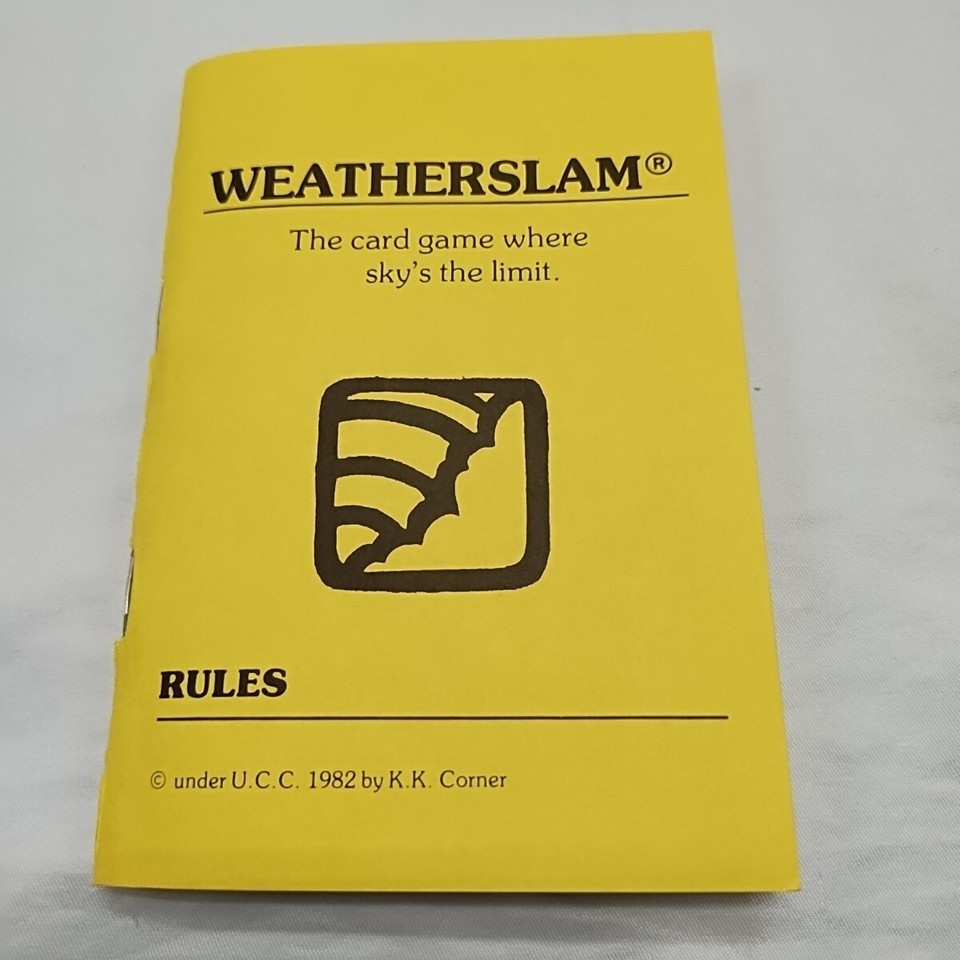 WEATHERSLAM®
The card game where
sky's the limit.
RULES
© under U.C.C. 1982 by K.K. Corner